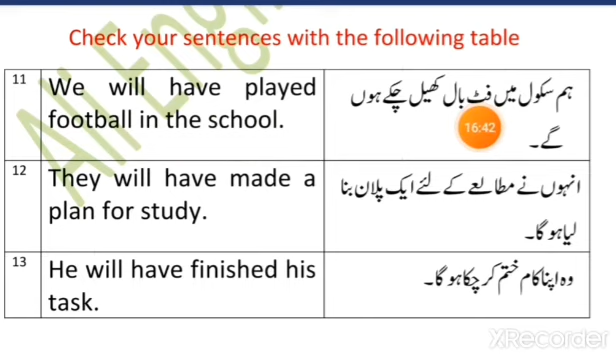 Check your sentences with the following table
11
We will have played
football in the school.
ہم سکول میں فٹ بال کھیل چکے ہوں
گے۔
16:42
12
They will have made a
plan for study.
انہوں نے مطالعے کے لئے ایک پلان بنا
لیا ہو گا۔
13
He will have finished his
task.
وہ اپنا کام ختم کر چکا ہو گا۔
Ali Eng
XRecorder